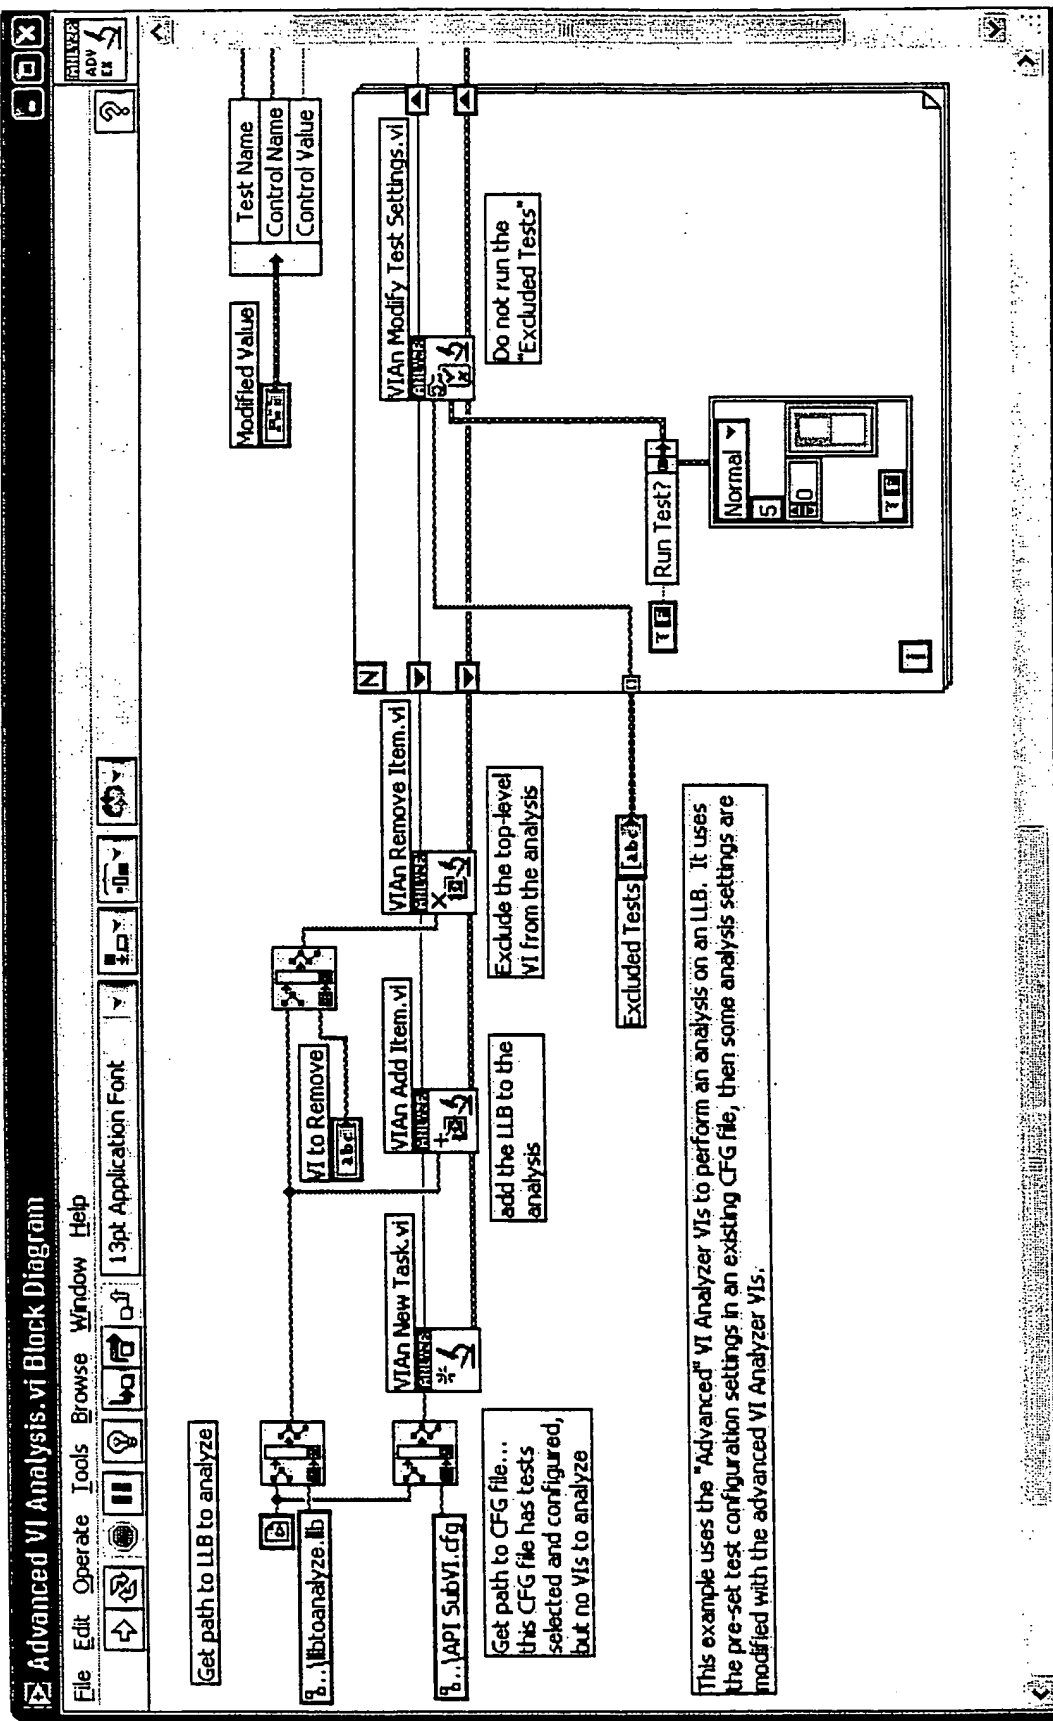 Advanced VI Analysis.vi Block Diagram
File Edit Operate Tools Browse Window Help
13pt Application Font
ADV
EX
Get path to LLB to analyze
..\libtoanalyze.llb
..\API SubVI.cfg
Get path to CFG file...
this CFG file has tests
selected and configured,
but no VIs to analyze
VIAn New Task.vi
VI to Remove
abc
VIAn Add Item.vi
add the LLB to the
analysis
VIAn Remove Item.vi
Exclude the top-level
VI from the analysis
Excluded Tests
[abc]
Modified Value
Test Name
Control Name
Control Value
N
VIAn Modify Test Settings.vi
Do not run the
"Excluded Tests"
T F
Run Test?
Normal
5
0
T F
i
This example uses the "Advanced" VI Analyzer VIs to perform an analysis on an LLB. It uses
the pre-set test configuration settings in an existing CFG file, then some analysis settings are
modified with the advanced VI Analyzer VIs.